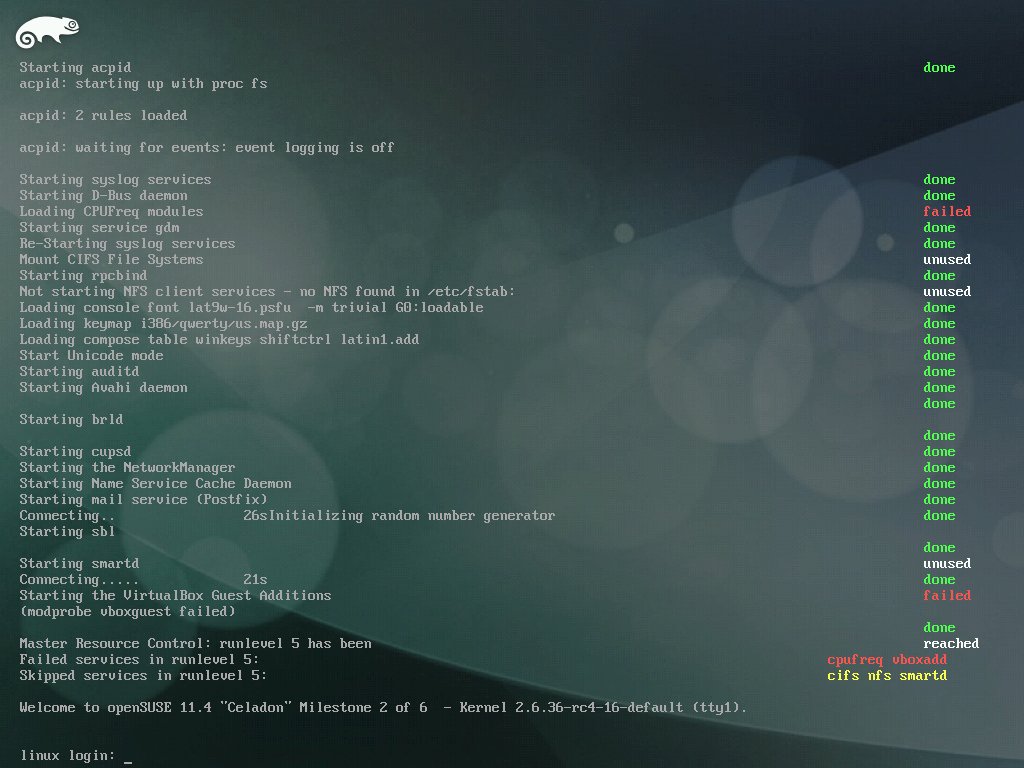 Starting acpid done
acpid: starting up with proc fs
acpid: 2 rules loaded
acpid: waiting for events: event logging is off
Starting syslog services done
Starting D-Bus daemon done
Loading CPUFreq modules failed
Starting service gdm done
Re-Starting syslog services done
Mount CIFS File Systems unused
Starting rpcbind done
Not starting NFS client services - no NFS found in /etc/fstab: unused
Loading console font lat9w-16.psfu  -m trivial G0:loadable done
Loading keymap i386/qwerty/us.map.gz done
Loading compose table winkeys shiftctrl latin1.add done
Start Unicode mode done
Starting auditd done
Starting Avahi daemon done
done
Starting brld
done
Starting cupsd done
Starting the NetworkManager done
Starting Name Service Cache Daemon done
Starting mail service (Postfix) done
Connecting.. 26sInitializing random number generator done
Starting sbl
done
Starting smartd unused
Connecting..... 21s done
Starting the VirtualBox Guest Additions failed
(modprobe vboxguest failed)
done
Master Resource Control: runlevel 5 has been reached
Failed services in runlevel 5: cpufreq vboxadd
Skipped services in runlevel 5: cifs nfs smartd
Welcome to openSUSE 11.4 "Celadon" Milestone 2 of 6  - Kernel 2.6.36-rc4-16-default (tty1).
linux login: _